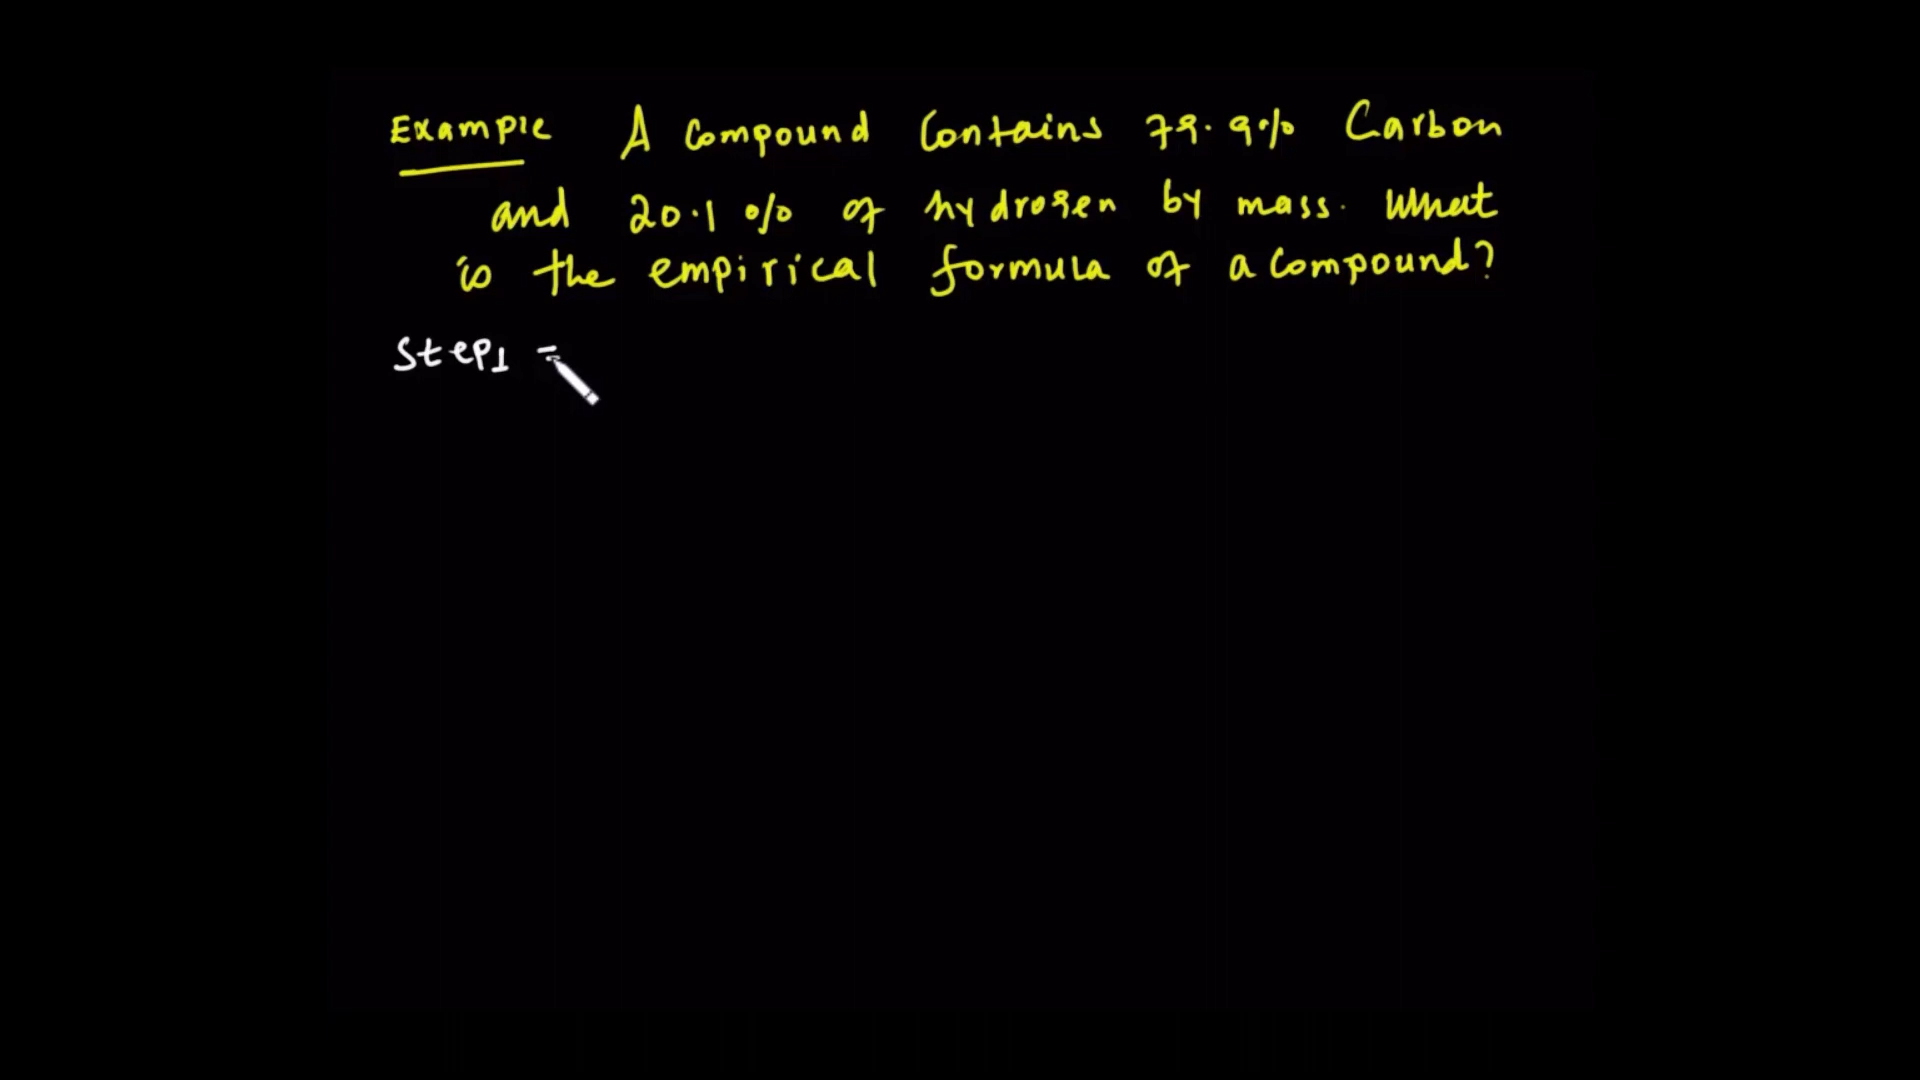 Example A compound contains 79.9% Carbon
and 20.1% of hydrogen by mass. What
is the empirical formula of a compound?
Step1 =